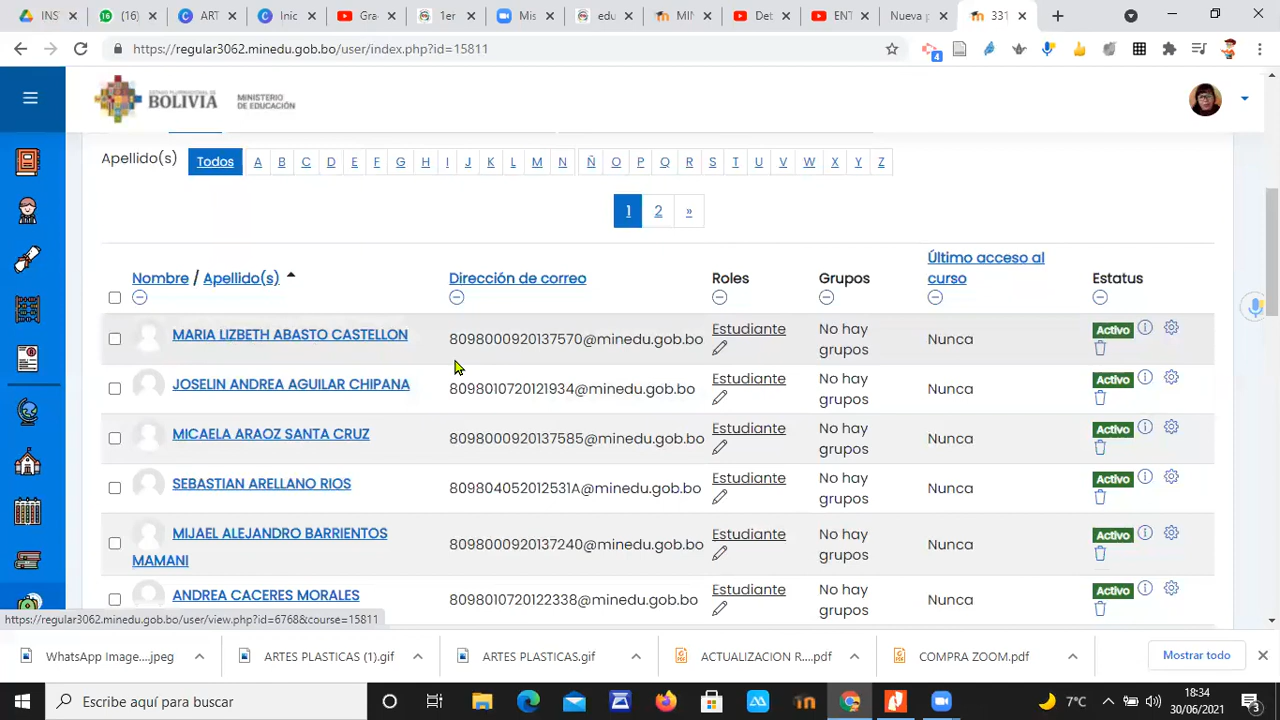 INS
(16)
ART
Inic
Gra
1er
Mi
edu
MIN
Det
ENT
Nueva p
331
https://regular3062.minedu.gob.bo/user/index.php?id=15811
4
ESTADO PLURINACIONAL DE
BOLIVIA
MINISTERIO
DE EDUCACIÓN
Apellido(s) Todos A B C D E F G H I J K L M N Ñ O P Q R S T U V W X Y Z
1 2 »
Nombre / Apellido(s) Dirección de correo Roles Grupos Último acceso al curso Estatus
MARIA LIZBETH ABASTO CASTELLON 8098000920137570@minedu.gob.bo Estudiante No hay grupos Nunca Activo
JOSELIN ANDREA AGUILAR CHIPANA 8098010720121934@minedu.gob.bo Estudiante No hay grupos Nunca Activo
MICAELA ARAOZ SANTA CRUZ 8098000920137585@minedu.gob.bo Estudiante No hay grupos Nunca Activo
SEBASTIAN ARELLANO RIOS 809804052012531A@minedu.gob.bo Estudiante No hay grupos Nunca Activo
MIJAEL ALEJANDRO BARRIENTOS MAMANI 8098000920137240@minedu.gob.bo Estudiante No hay grupos Nunca Activo
ANDREA CACERES MORALES 8098010720122338@minedu.gob.bo Estudiante No hay grupos Nunca Activo
https://regular3062.minedu.gob.bo/user/view.php?id=6768&course=15811
WhatsApp Image....jpeg
ARTES PLASTICAS (1).gif
ARTES PLASTICAS.gif
ACTUALIZACION R....pdf
COMPRA ZOOM.pdf
Mostrar todo
Escribe aquí para buscar
7°C
18:34
30/06/2021
3